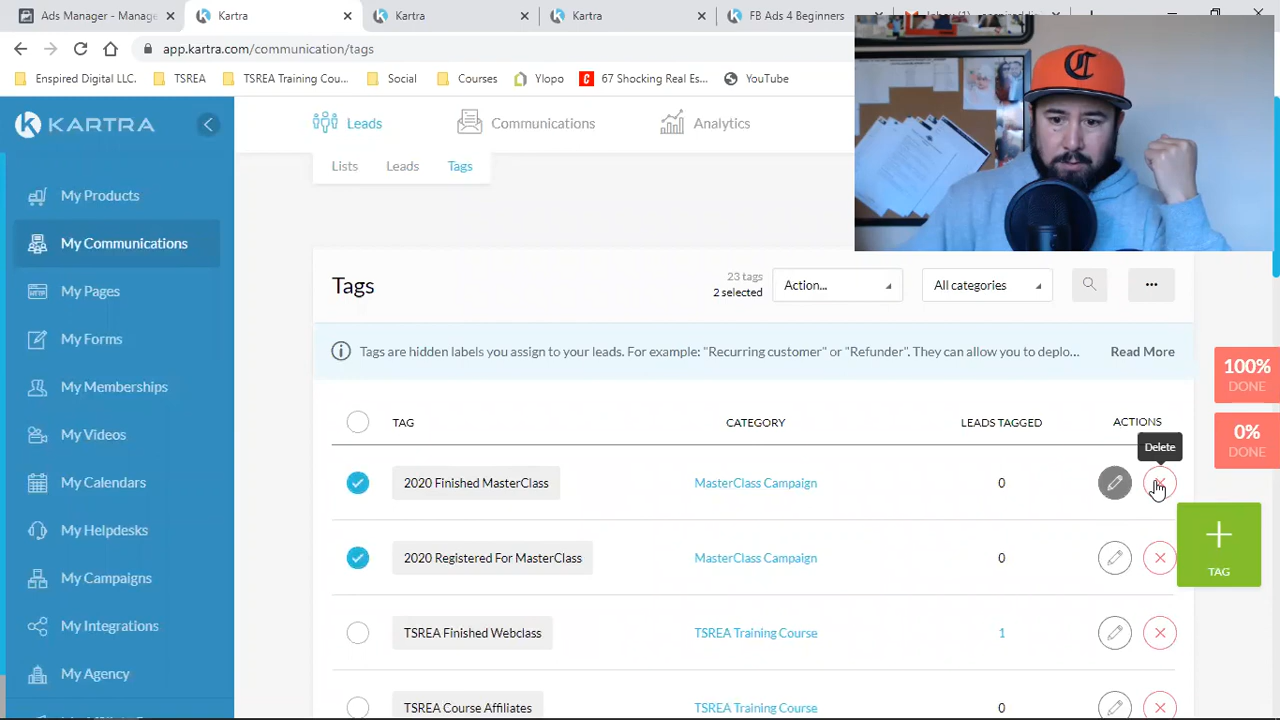 Ads Manager - Manage
Kartra
Kartra
Kartra
FB Ads 4 Beginners
app.kartra.com/communication/tags
Enspired Digital LLC.
TSREA
TSREA Training Cou...
Social
Courses
Ylopo
67 Shocking Real Es...
YouTube
KARTRA
Leads
Communications
Analytics
Lists
Leads
Tags
My Products
My Communications
My Pages
My Forms
My Memberships
My Videos
My Calendars
My Helpdesks
My Campaigns
My Integrations
My Agency
Tags
23 tags
2 selected
Action...
All categories
Tags are hidden labels you assign to your leads. For example: "Recurring customer" or "Refunder". They can allow you to deplo...
Read More
TAG
CATEGORY
LEADS TAGGED
ACTIONS
Delete
2020 Finished MasterClass
MasterClass Campaign
0
2020 Registered For MasterClass
MasterClass Campaign
0
TSREA Finished Webclass
TSREA Training Course
1
TSREA Course Affiliates
TSREA Training Course
0
100%
DONE
0%
DONE
TAG